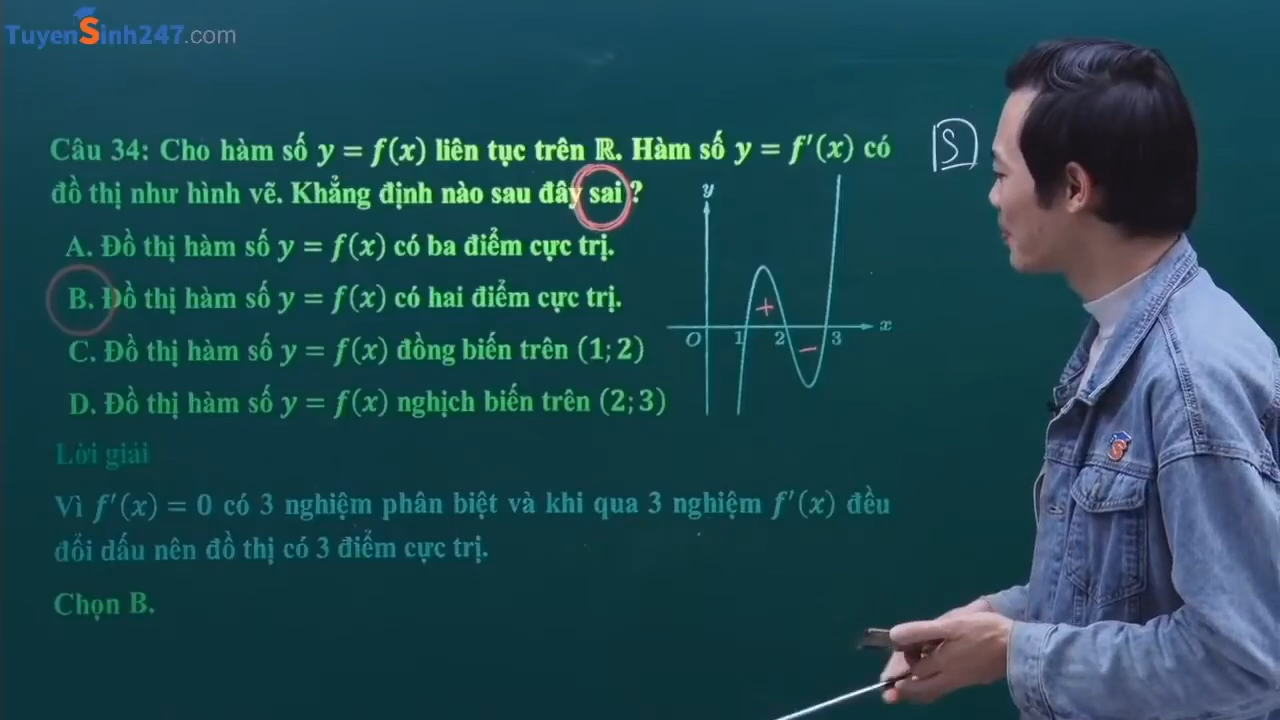 TuyenSinh247.com
Câu 34: Cho hàm số y = f(x) liên tục trên ℝ. Hàm số y = f′(x) có
đồ thị như hình vẽ. Khẳng định nào sau đây sai ?
A. Đồ thị hàm số y = f(x) có ba điểm cực trị.
B. Đồ thị hàm số y = f(x) có hai điểm cực trị.
C. Đồ thị hàm số y = f(x) đồng biến trên (1; 2)
D. Đồ thị hàm số y = f(x) nghịch biến trên (2; 3)
S
y
+
O 1 2 3 x
−
Lời giải
Vì f′(x) = 0 có 3 nghiệm phân biệt và khi qua 3 nghiệm f′(x) đều
đổi dấu nên đồ thị có 3 điểm cực trị.
Chọn B.
S